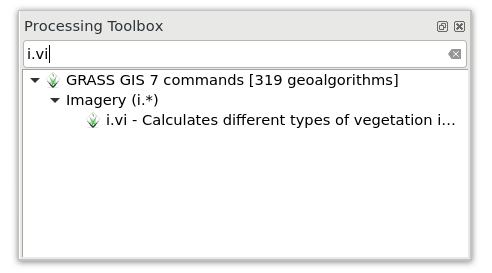 Processing Toolbox
i.vi
GRASS GIS 7 commands [319 geoalgorithms]
Imagery (i.*)
i.vi - Calculates different types of vegetation i...